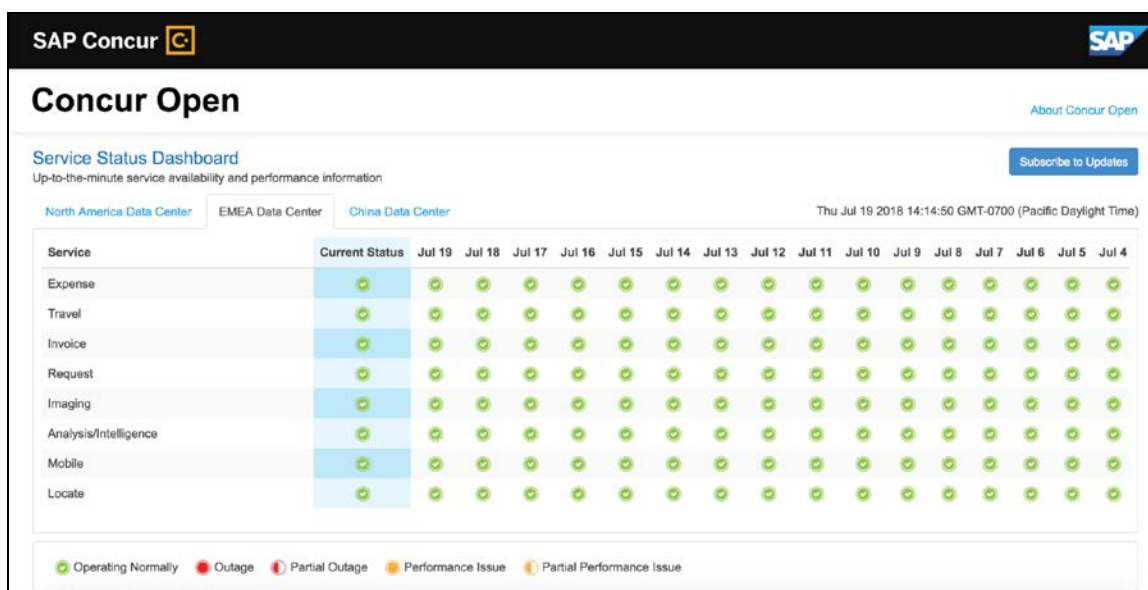 SAP Concur C
SAP
Concur Open
About Concur Open
Service Status Dashboard
Subscribe to Updates
Up-to-the-minute service availability and performance information
North America Data Center EMEA Data Center China Data Center Thu Jul 19 2018 14:14:50 GMT-0700 (Pacific Daylight Time)
Service Current Status Jul 19 Jul 18 Jul 17 Jul 16 Jul 15 Jul 14 Jul 13 Jul 12 Jul 11 Jul 10 Jul 9 Jul 8 Jul 7 Jul 6 Jul 5 Jul 4
Expense
Travel
Invoice
Request
Imaging
Analysis/Intelligence
Mobile
Locate
Operating Normally Outage Partial Outage Performance Issue Partial Performance Issue